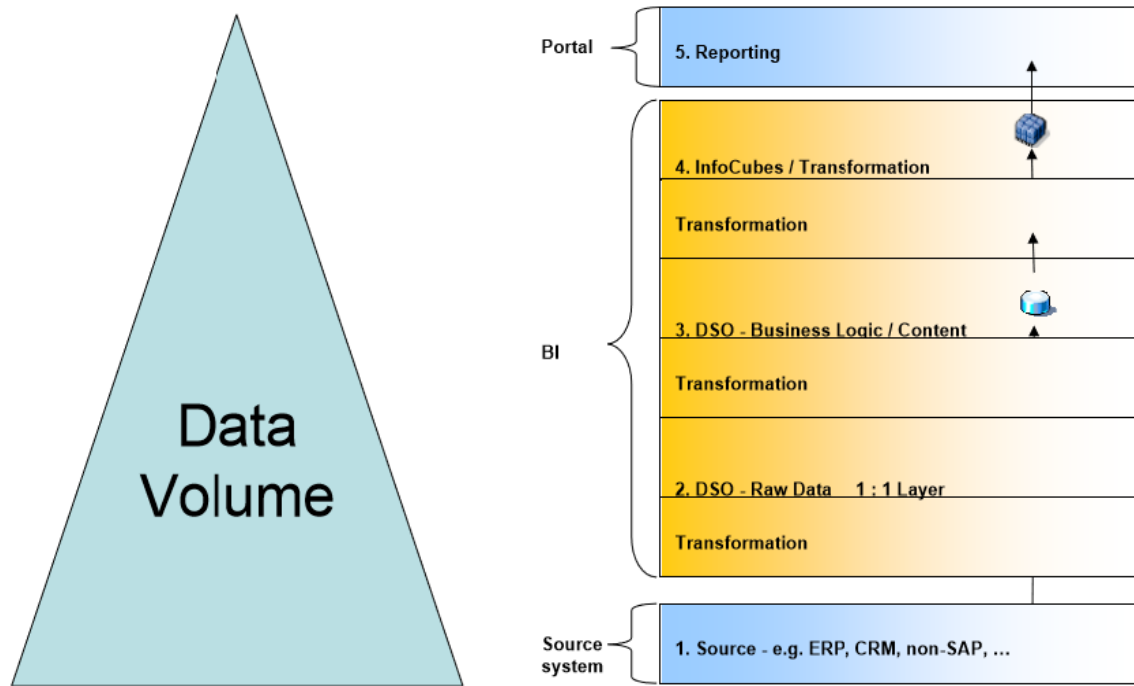 Data
Volume
Portal
5. Reporting
BI
4. InfoCubes / Transformation
Transformation
3. DSO - Business Logic / Content
Transformation
2. DSO - Raw Data 1 : 1 Layer
Transformation
Source
system
1. Source - e.g. ERP, CRM, non-SAP, ...